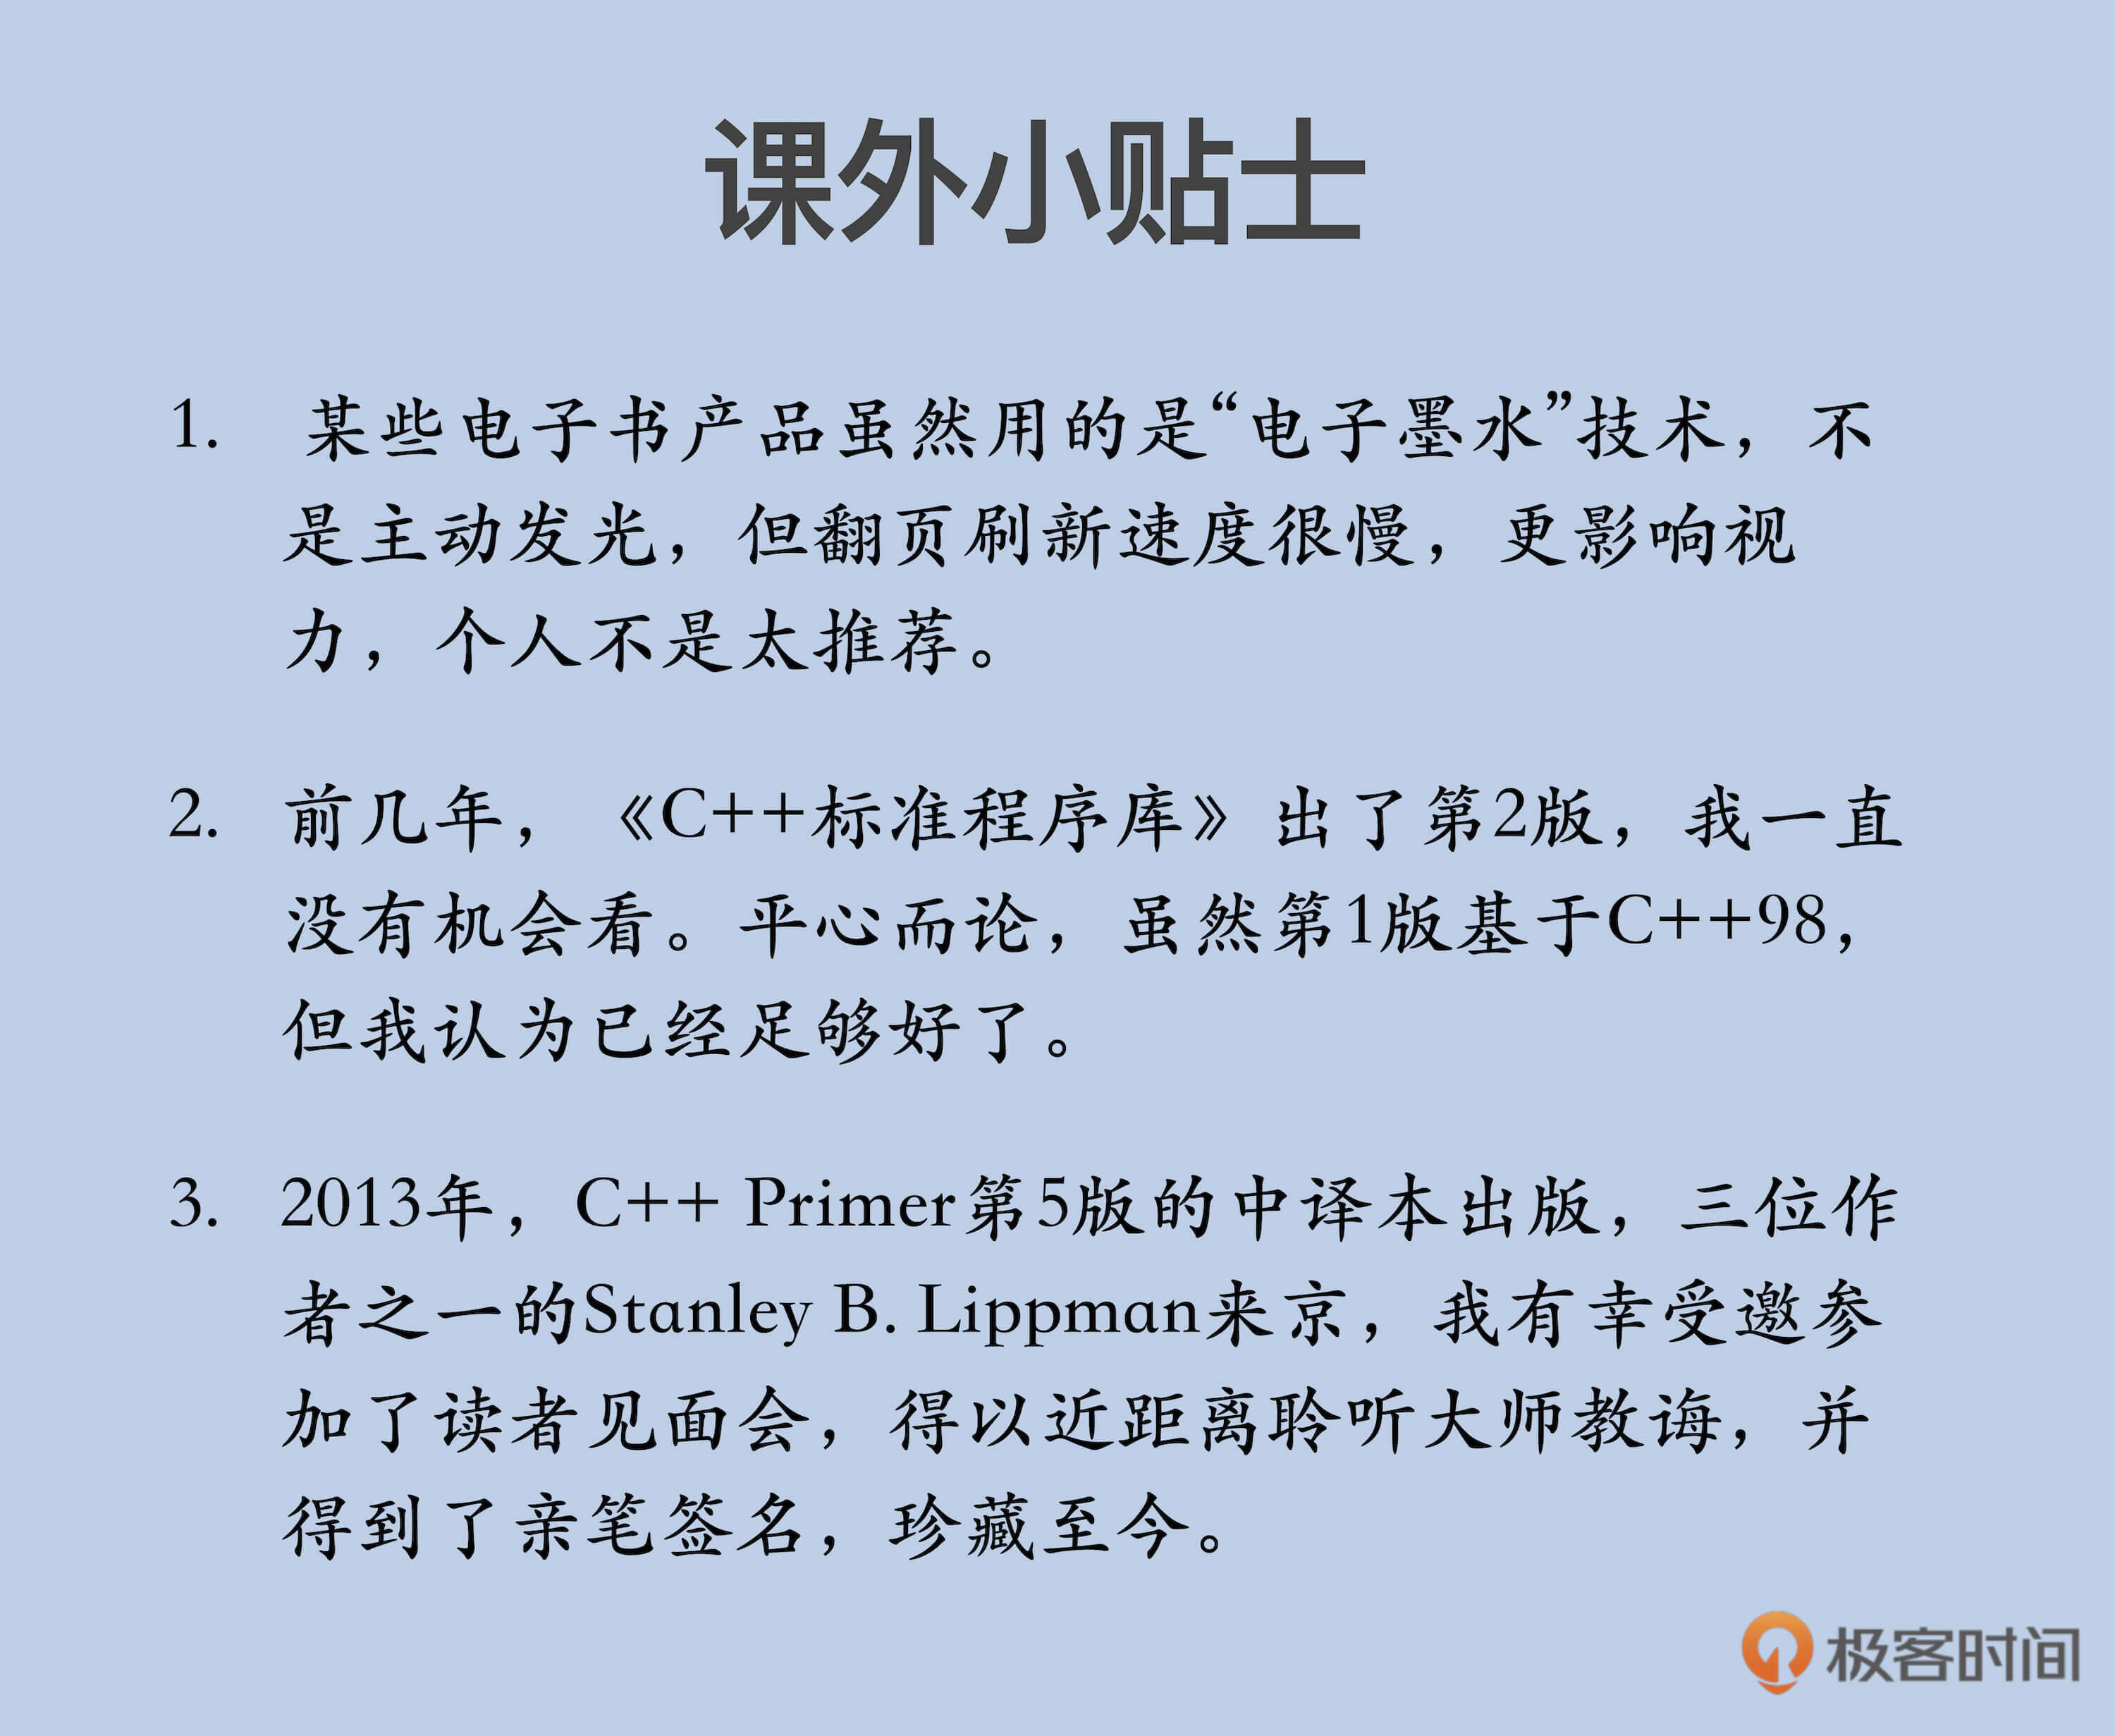 课外小贴士
1. 某些电子书产品虽然用的是“电子墨水”技术，不
是主动发光，但翻页刷新速度很慢，更影响视
力，个人不是太推荐。
2. 前几年，《C++标准程序库》出了第2版，我一直
没有机会看。平心而论，虽然第1版基于C++98，
但我认为已经足够好了。
3. 2013年，C++ Primer第5版的中译本出版，三位作
者之一的Stanley B. Lippman来京，我有幸受邀参
加了读者见面会，得以近距离聆听大师教诲，并
得到了亲笔签名，珍藏至今。
极客时间